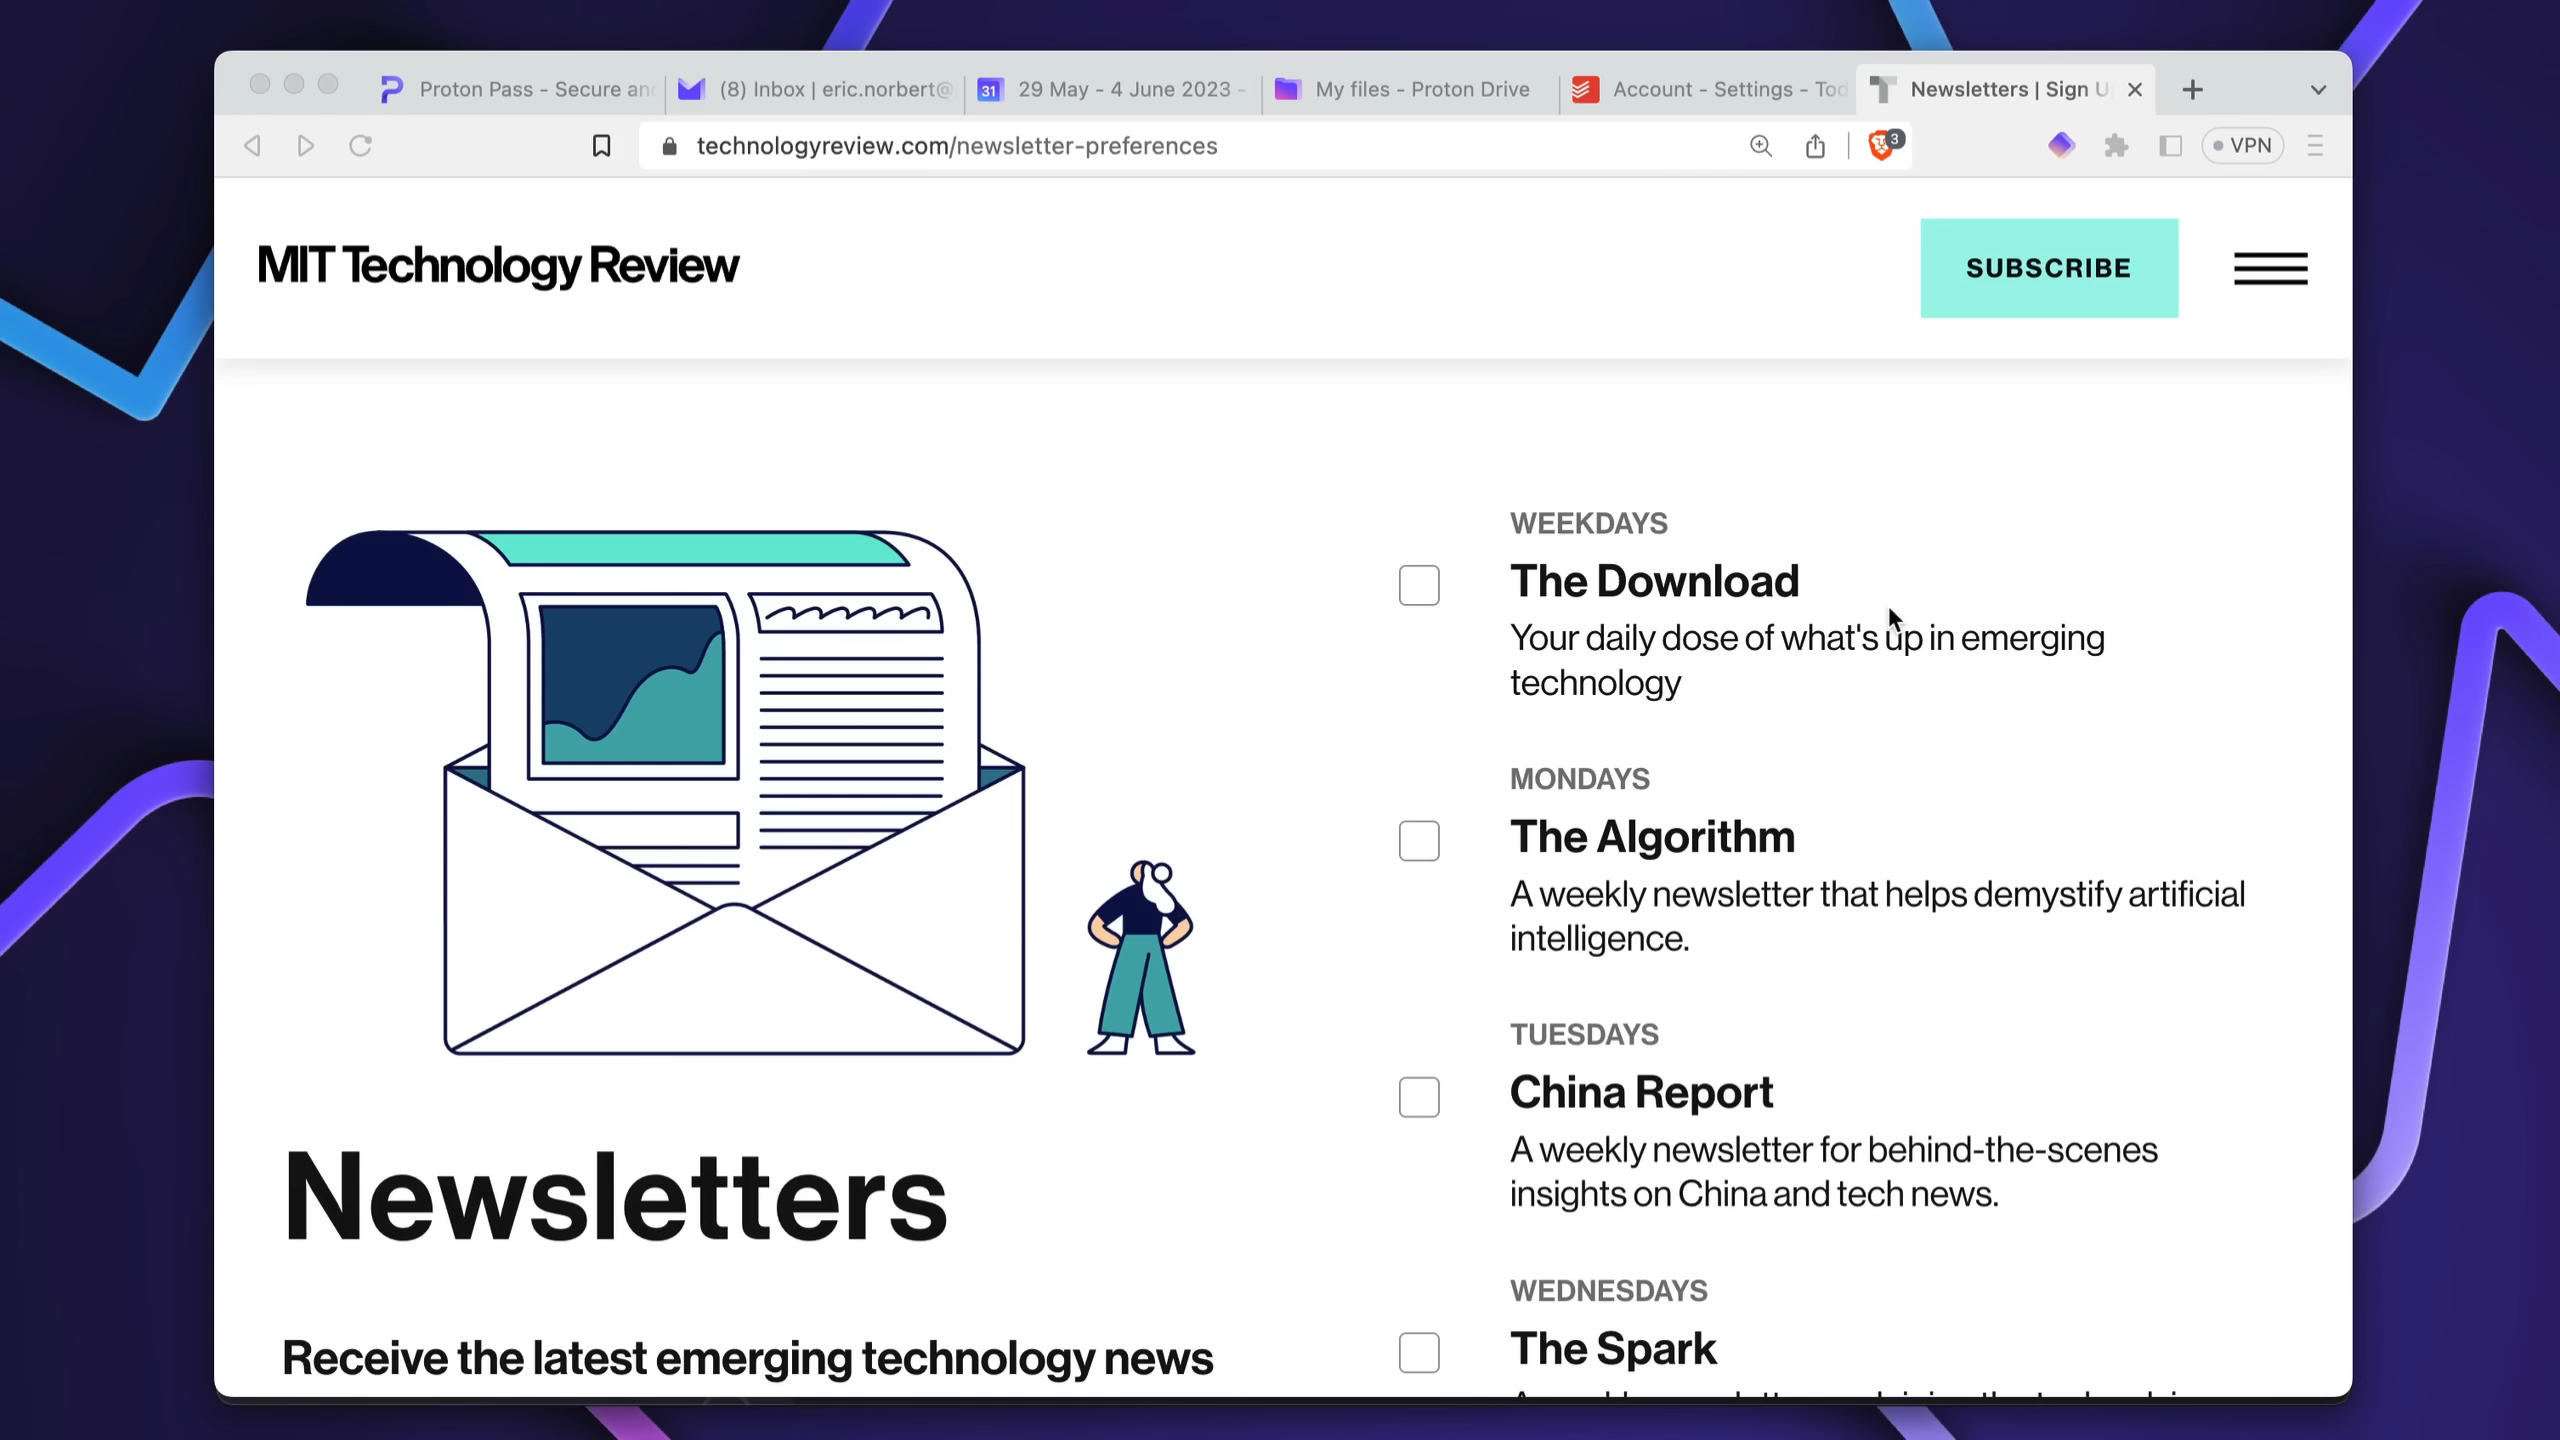 Proton Pass - Secure an
(8) Inbox | eric.norbert@
31
29 May - 4 June 2023 -
My files - Proton Drive
Account - Settings - Tod
Newsletters | Sign U
technologyreview.com/newsletter-preferences
3
VPN
MIT Technology Review
SUBSCRIBE
WEEKDAYS
The Download
Your daily dose of what's up in emerging
technology
MONDAYS
The Algorithm
A weekly newsletter that helps demystify artificial
intelligence.
TUESDAYS
China Report
A weekly newsletter for behind-the-scenes
insights on China and tech news.
WEDNESDAYS
The Spark
Newsletters
Receive the latest emerging technology news